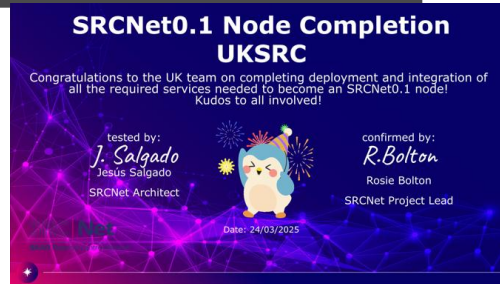 SRCNet0.1 Node Completion
UKSRC
Congratulations to the UK team on completing deployment and integration of
all the required services needed to become an SRCNet0.1 node!
Kudos to all involved!
tested by:
J. Salgado
Jesús Salgado
SRCNet Architect
confirmed by:
R.Bolton
Rosie Bolton
SRCNet Project Lead
Net
Date: 24/03/2025